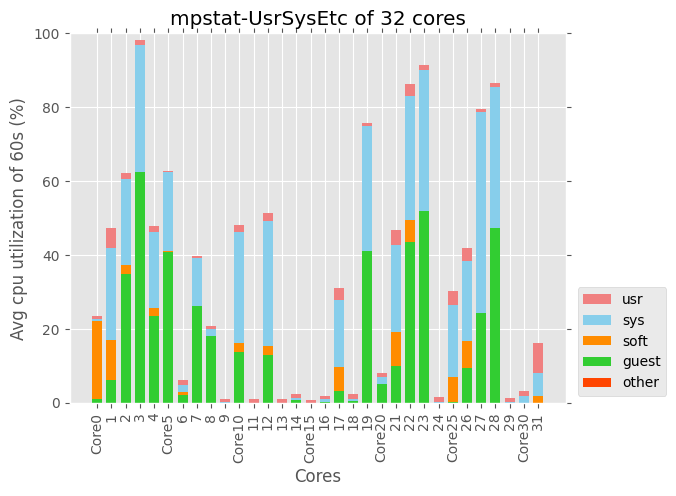 mpstat-UsrSysEtc of 32 cores
Avg cpu utilization of 60s (%)
100
80
60
40
20
0
Core0
1
2
3
4
Core5
6
7
8
9
Core10
11
12
13
14
Core15
16
17
18
19
Core20
21
22
23
24
Core25
26
27
28
29
Core30
31
Cores
usr
sys
soft
guest
other